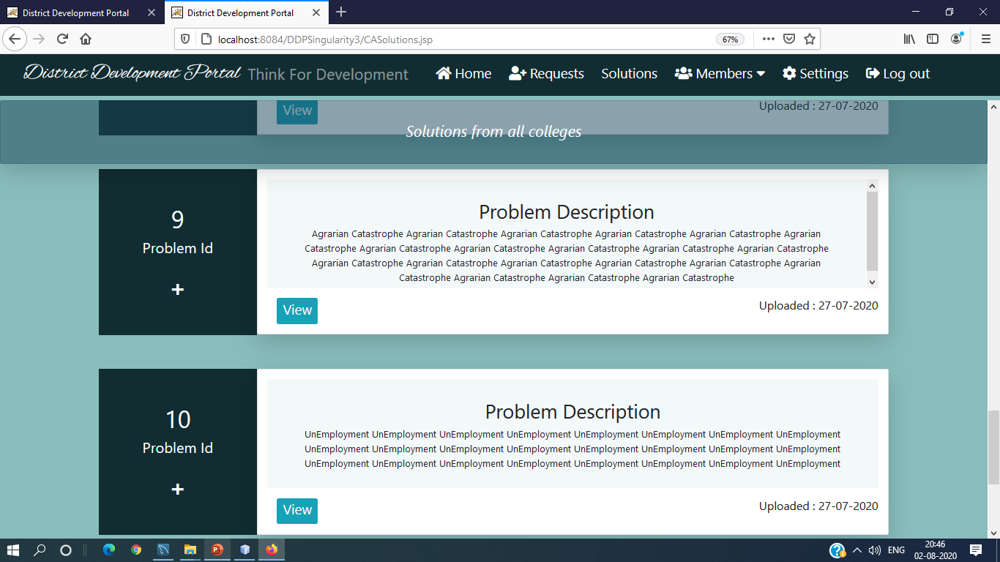 District Development Portal
District Development Portal
localhost:8084/DDPSingularity3/CASolutions.jsp
67%
District Development Portal Think For Development Home Requests Solutions Members Settings Log out
View
Uploaded : 27-07-2020
Solutions from all colleges
9
Problem Id
+
Problem Description
Agrarian Catastrophe Agrarian Catastrophe Agrarian Catastrophe Agrarian Catastrophe Agrarian Catastrophe Agrarian
Catastrophe Agrarian Catastrophe Agrarian Catastrophe Agrarian Catastrophe Agrarian Catastrophe Agrarian Catastrophe
Agrarian Catastrophe Agrarian Catastrophe Agrarian Catastrophe Agrarian Catastrophe Agrarian Catastrophe Agrarian
Catastrophe Agrarian Catastrophe Agrarian Catastrophe Agrarian Catastrophe
View
Uploaded : 27-07-2020
10
Problem Id
+
Problem Description
UnEmployment UnEmployment UnEmployment UnEmployment UnEmployment UnEmployment UnEmployment UnEmployment
UnEmployment UnEmployment UnEmployment UnEmployment UnEmployment UnEmployment UnEmployment UnEmployment
UnEmployment UnEmployment UnEmployment UnEmployment UnEmployment UnEmployment UnEmployment UnEmployment
View
Uploaded : 27-07-2020
ENG
20:46
02-08-2020